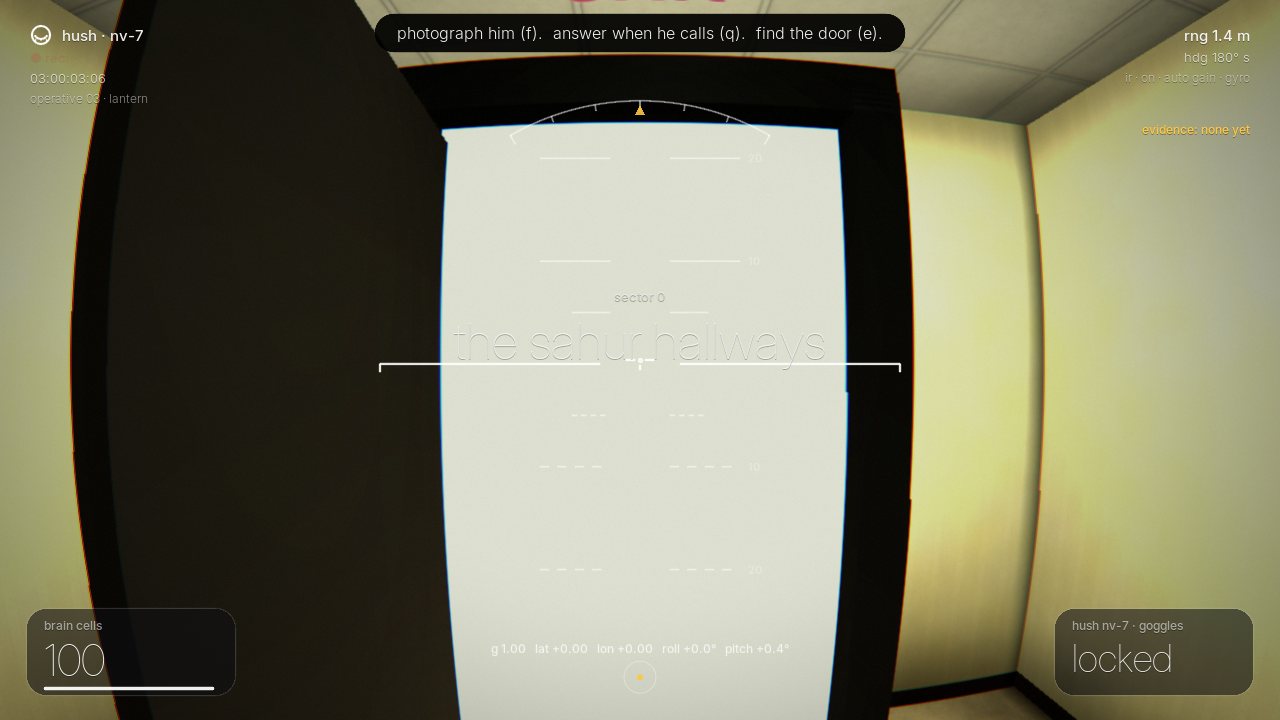 photograph him (f). answer when he calls (q). find the door (e).
hush · nv-7
03:00:03:06
operative 03 · lantern
rng 1.4 m
hdg 180° s
ir · on · auto gain · gyro
evidence: none yet
20
10
sector 0
the sahur hallways
10
20
g 1.00 lat +0.00 lon +0.00 roll +0.0° pitch +0.4°
brain cells
100
hush nv-7 · goggles
locked